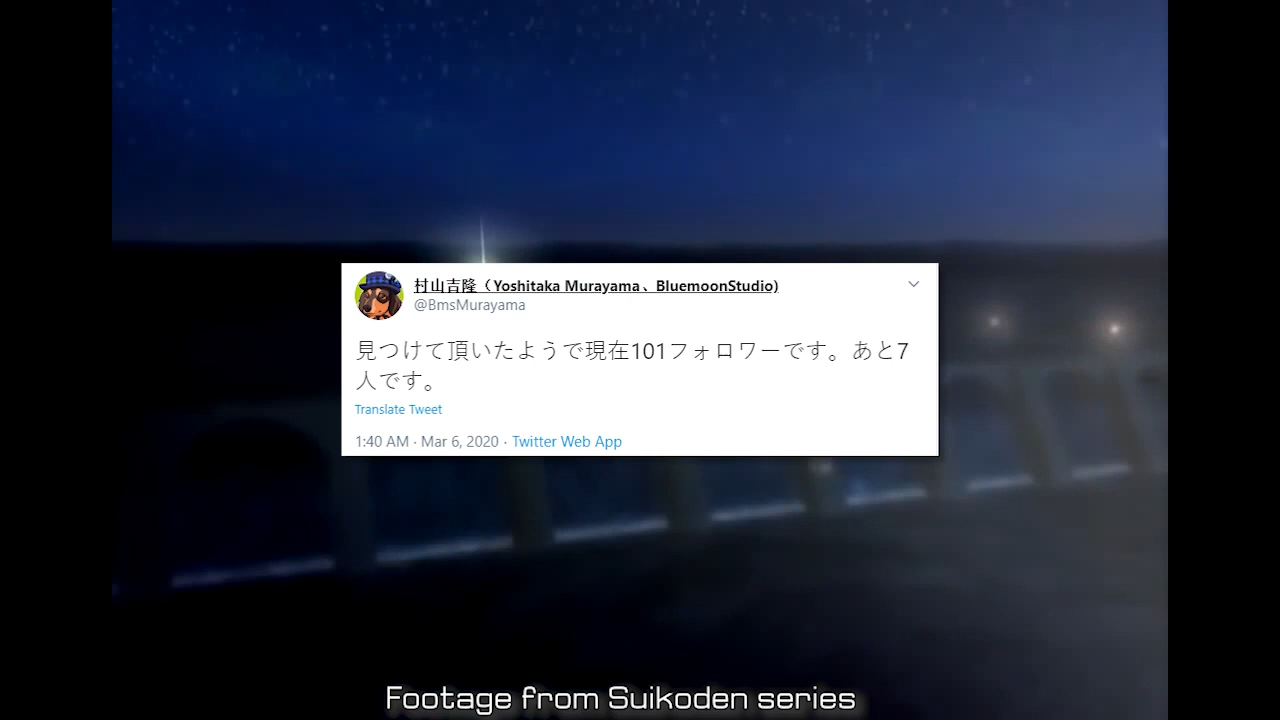 村山吉隆（Yoshitaka Murayama、BluemoonStudio)
@BmsMurayama
見つけて頂いたようで現在101フォロワーです。あと7
人です。
Translate Tweet
1:40 AM · Mar 6, 2020 · Twitter Web App
Footage from Suikoden series